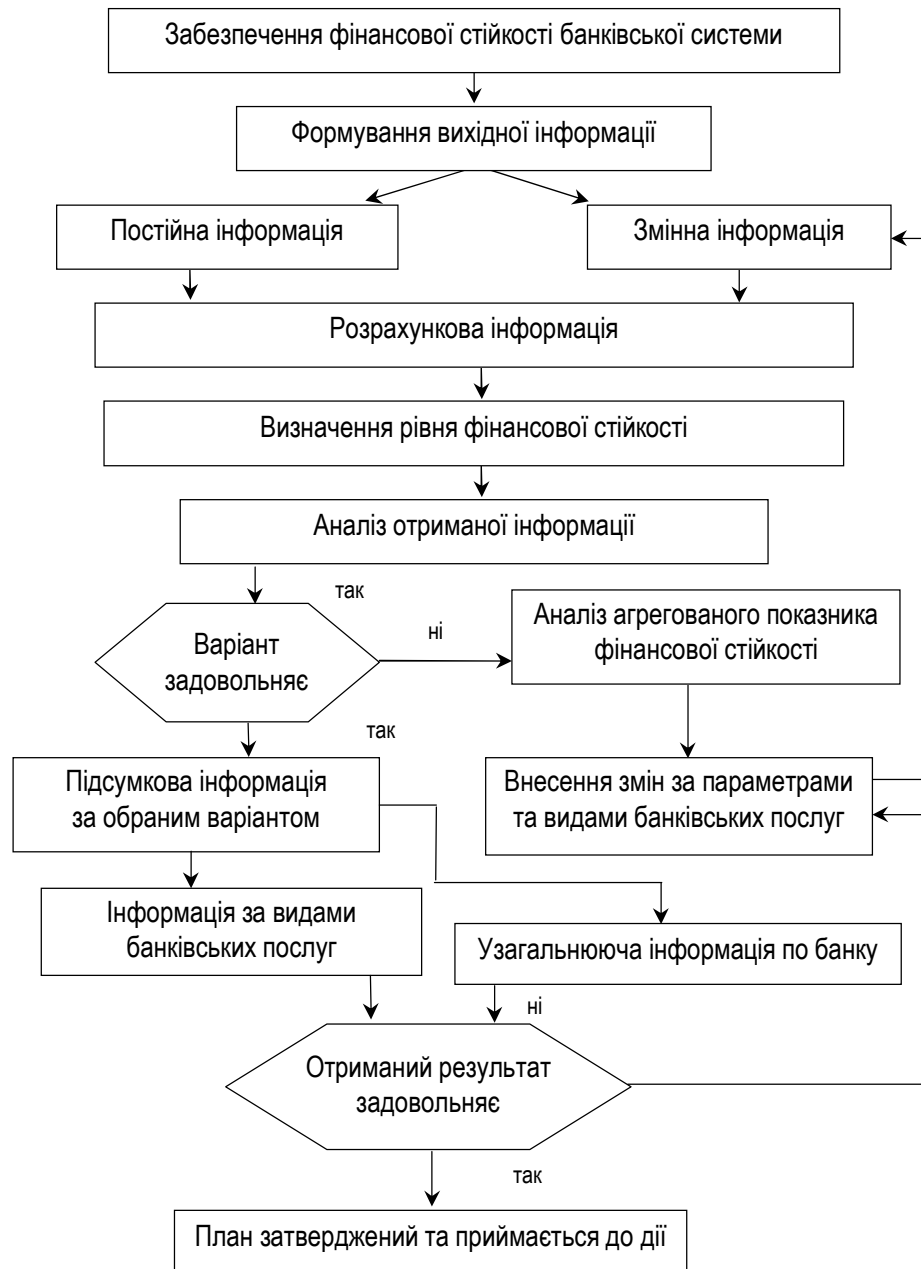 Забезпечення фінансової стійкості банківської системи
Формування вихідної інформації
Постійна інформація
Змінна інформація
Розрахункова інформація
Визначення рівня фінансової стійкості
Аналіз отриманої інформації
так
Варіант
задовольняє
ні
Аналіз агрегованого показника
фінансової стійкості
так
Підсумкова інформація
за обраним варіантом
Внесення змін за параметрами
та видами банківських послуг
Інформація за видами
банківських послуг
Узагальнююча інформація по банку
ні
Отриманий результат
задовольняє
так
План затверджений та приймається до дії